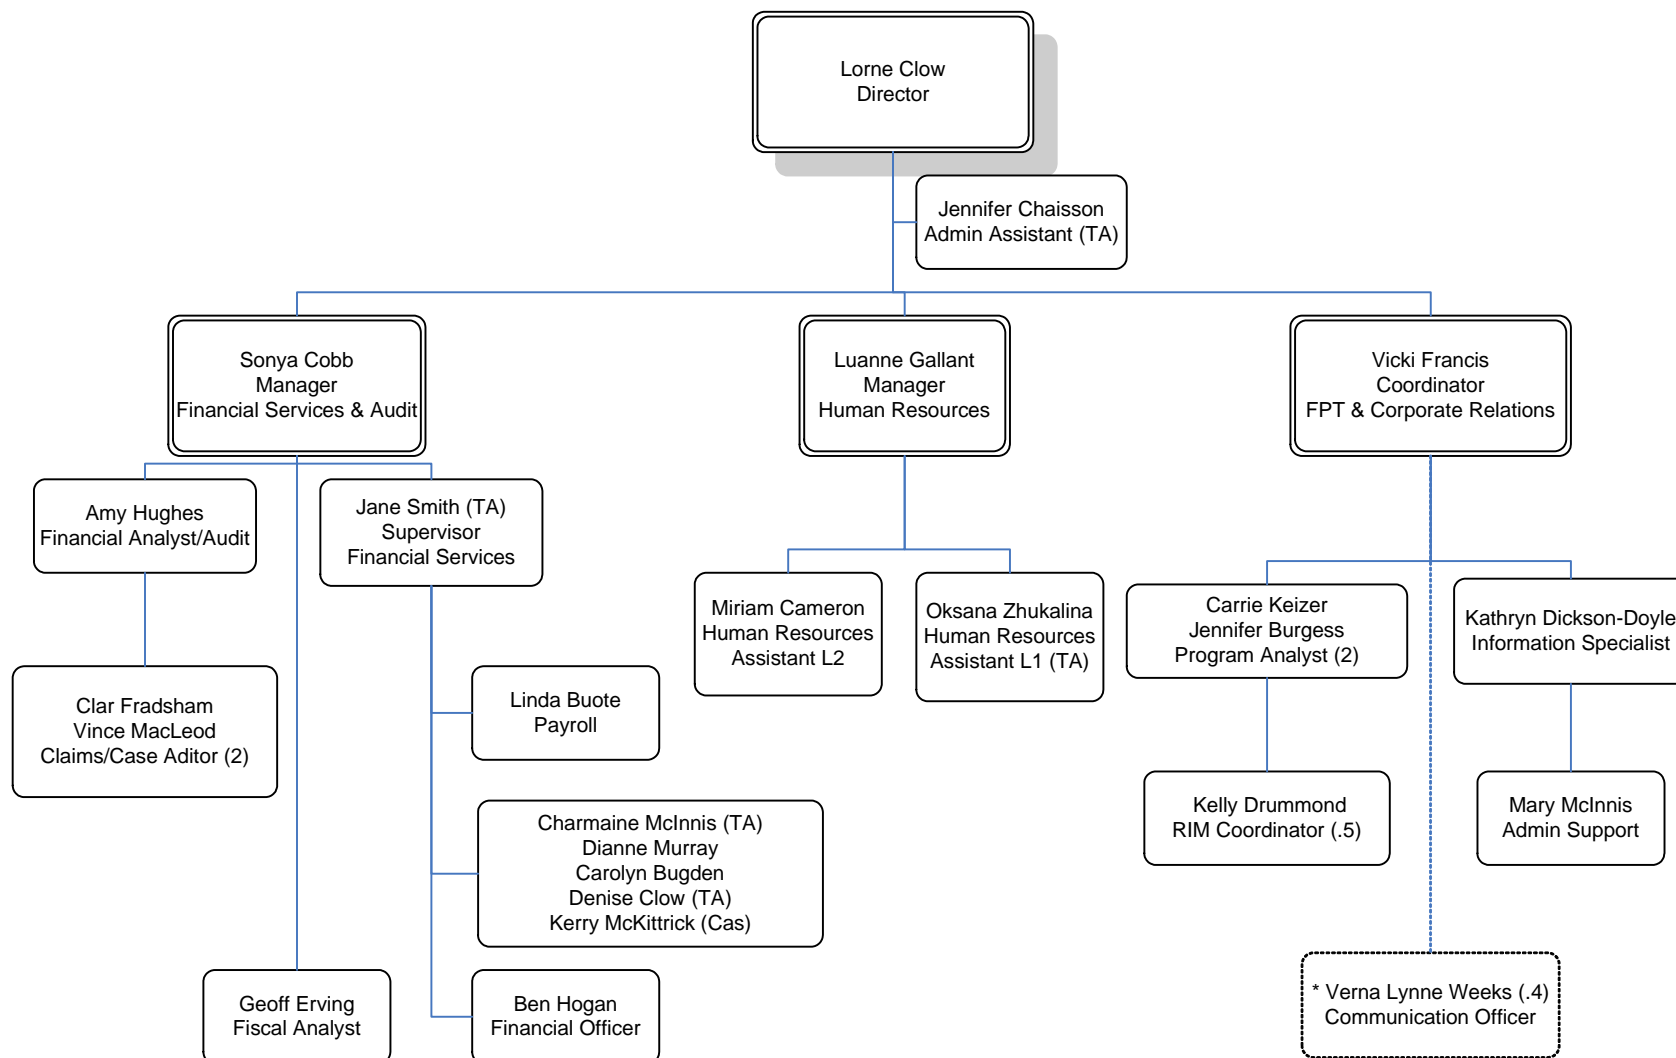 Lorne Clow
Director
Jennifer Chaisson
Admin Assistant (TA)
Sonya Cobb
Manager
Financial Services & Audit
Luanne Gallant
Manager
Human Resources
Vicki Francis
Coordinator
FPT & Corporate Relations
Amy Hughes
Financial Analyst/Audit
Jane Smith (TA)
Supervisor
Financial Services
Miriam Cameron
Human Resources
Assistant L2
Oksana Zhukalina
Human Resources
Assistant L1 (TA)
Carrie Keizer
Jennifer Burgess
Program Analyst (2)
Kathryn Dickson-Doyle
Information Specialist
Clar Fradsham
Vince MacLeod
Claims/Case Aditor (2)
Linda Buote
Payroll
Kelly Drummond
RIM Coordinator (.5)
Mary McInnis
Admin Support
Charmaine McInnis (TA)
Dianne Murray
Carolyn Bugden
Denise Clow (TA)
Kerry McKittrick (Cas)
Geoff Erving
Fiscal Analyst
Ben Hogan
Financial Officer
* Verna Lynne Weeks (.4)
Communication Officer